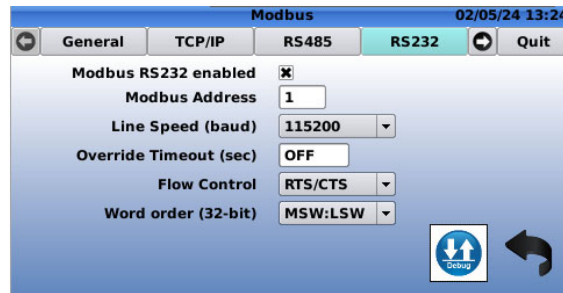 Modbus 02/05/24 13:24
General TCP/IP RS485 RS232 Quit
Modbus RS232 enabled
Modbus Address 1
Line Speed (baud) 115200
Override Timeout (sec) OFF
Flow Control RTS/CTS
Word order (32-bit) MSW:LSW
Debug